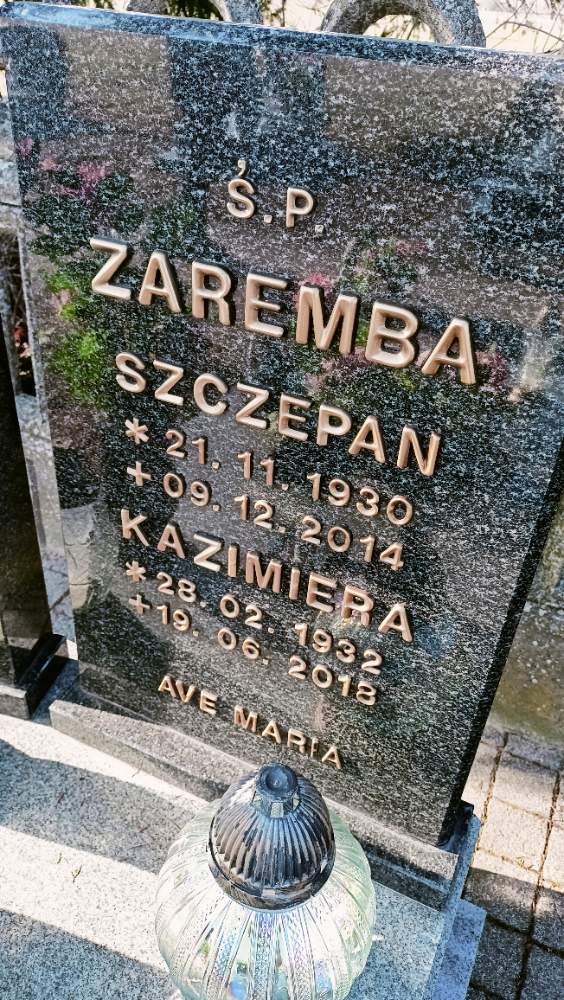 Ś.P.
ZAREMBA
SZCZEPAN
* 21. 11. 1930
+ 09. 12. 2014
KAZIMIERA
* 28. 02. 1932
+ 19. 06. 2018
AVE MARIA